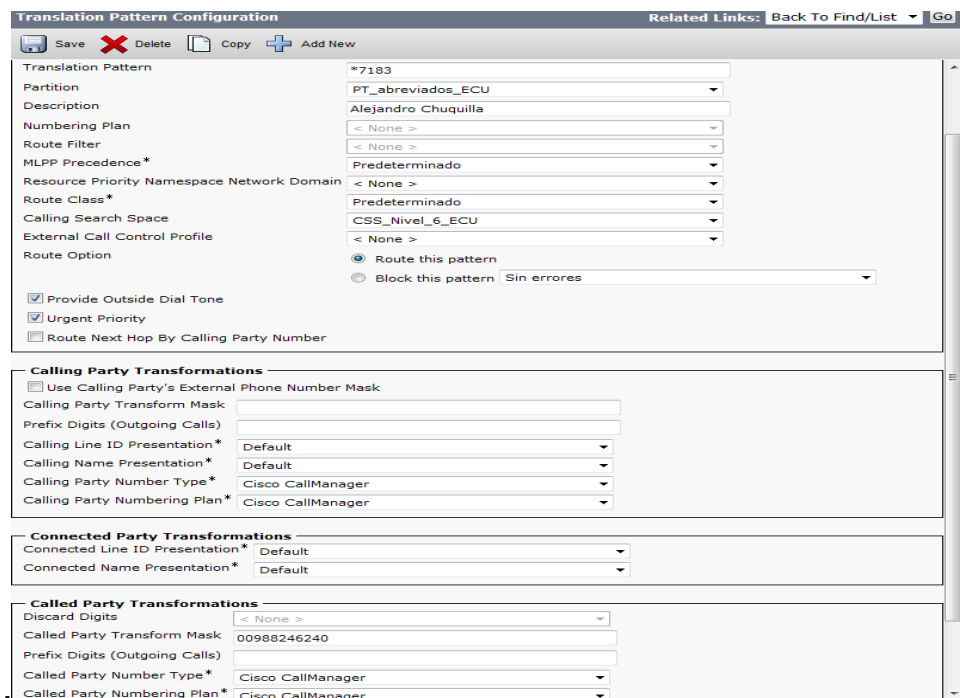 Translation Pattern Configuration Related Links: Back To Find/List Go
Save Delete Copy Add New
Translation Pattern *7183
Partition PT_abreviados_ECU
Description Alejandro Chuquilla
Numbering Plan < None >
Route Filter < None >
MLPP Precedence* Predeterminado
Resource Priority Namespace Network Domain < None >
Route Class* Predeterminado
Calling Search Space CSS_Nivel_6_ECU
External Call Control Profile < None >
Route Option Route this pattern
Block this pattern Sin errores
Provide Outside Dial Tone
Urgent Priority
Route Next Hop By Calling Party Number
Calling Party Transformations
Use Calling Party's External Phone Number Mask
Calling Party Transform Mask
Prefix Digits (Outgoing Calls)
Calling Line ID Presentation* Default
Calling Name Presentation* Default
Calling Party Number Type* Cisco CallManager
Calling Party Numbering Plan* Cisco CallManager
Connected Party Transformations
Connected Line ID Presentation* Default
Connected Name Presentation* Default
Called Party Transformations
Discard Digits < None >
Called Party Transform Mask 00988246240
Prefix Digits (Outgoing Calls)
Called Party Number Type* Cisco CallManager
Called Party Numbering Plan* Cisco CallManager